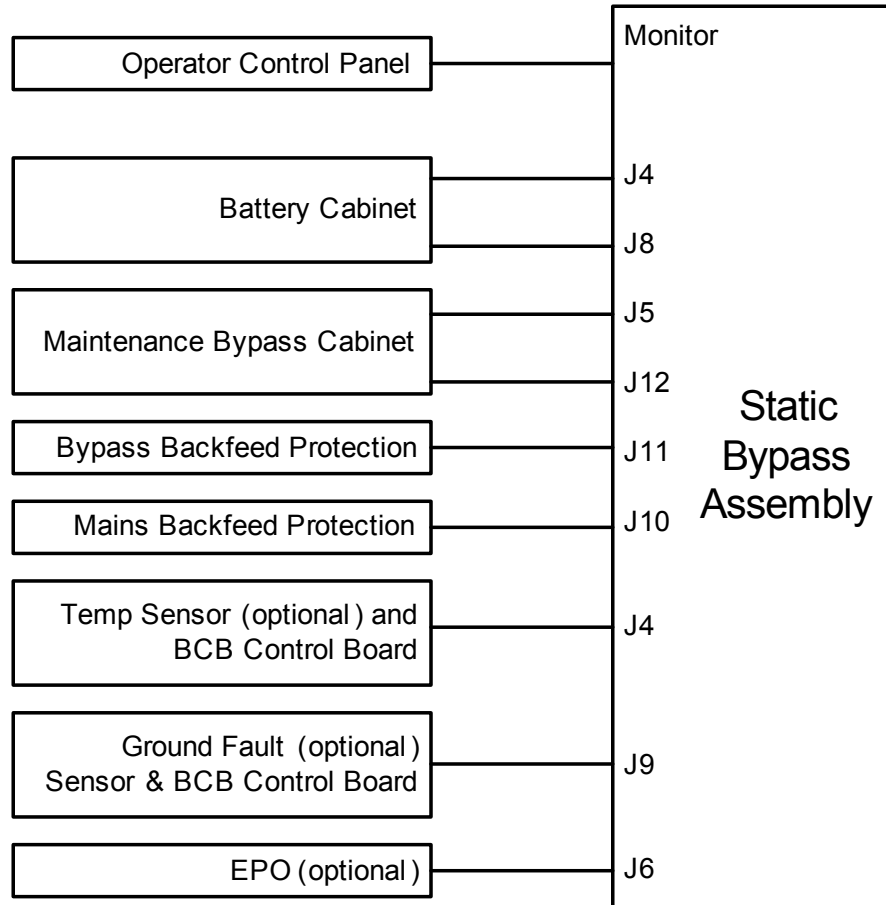 Monitor
Operator Control Panel
J4
Battery Cabinet
J8
J5
Maintenance Bypass Cabinet
J12
Static
Bypass
Assembly
Bypass Backfeed Protection
J11
Mains Backfeed Protection
J10
Temp Sensor (optional) and
BCB Control Board
J4
Ground Fault (optional)
Sensor & BCB Control Board
J9
EPO (optional)
J6